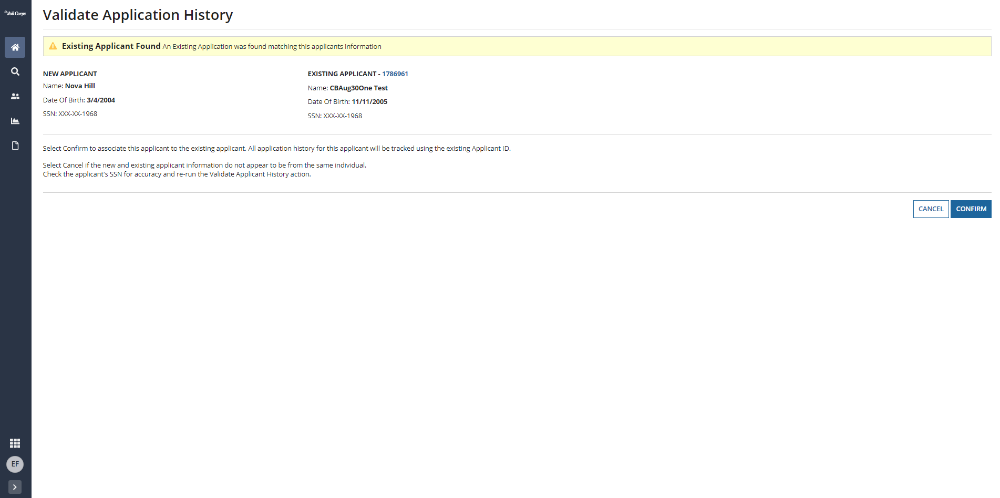 Job Corps
Validate Application History
Existing Applicant Found An Existing Application was found matching this applicants information
NEW APPLICANT
Name: Nova Hill
Date Of Birth: 3/4/2004
SSN: XXX-XX-1968
EXISTING APPLICANT - 1786961
Name: CBAug30One Test
Date Of Birth: 11/11/2005
SSN: XXX-XX-1968
Select Confirm to associate this applicant to the existing applicant. All application history for this applicant will be tracked using the existing Applicant ID.
Select Cancel if the new and existing applicant information do not appear to be from the same individual.
Check the applicant's SSN for accuracy and re-run the Validate Applicant History action.
CANCEL CONFIRM
EF